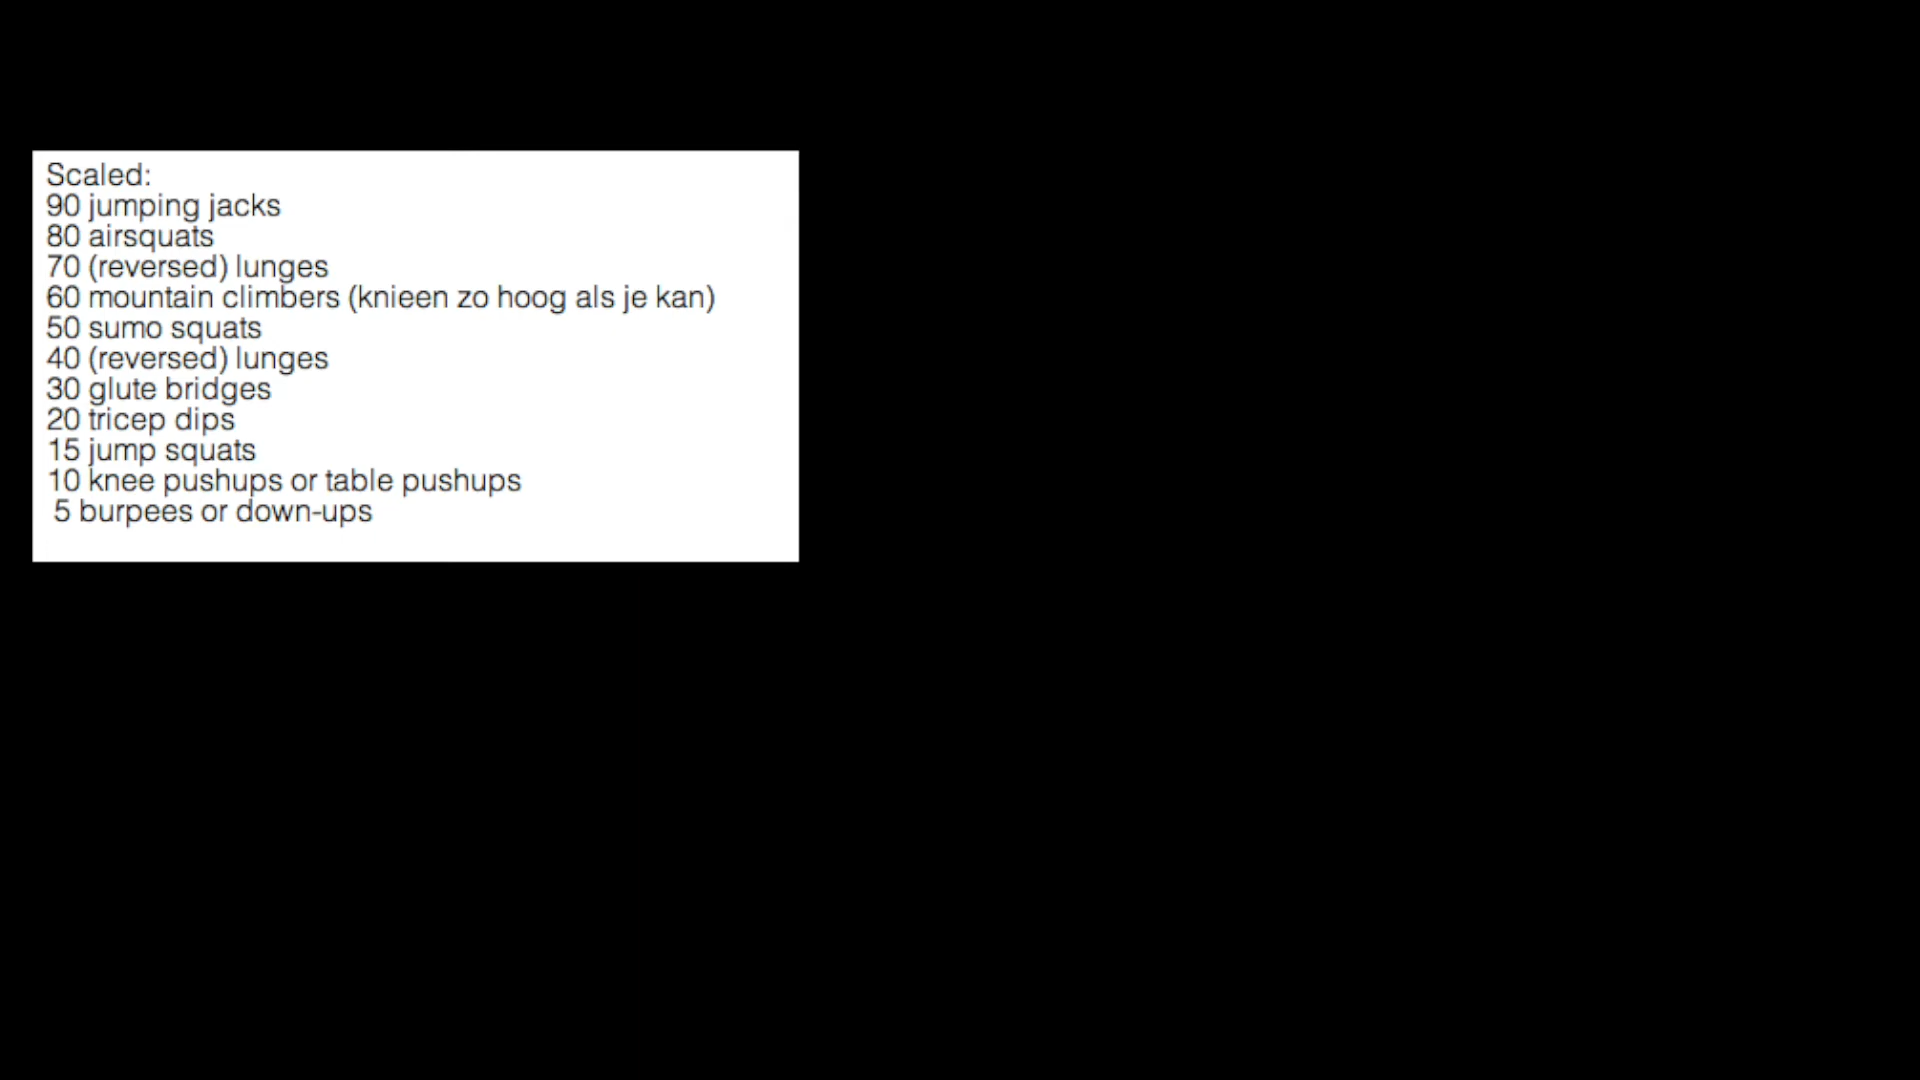 Scaled:
90 jumping jacks
80 airsquats
70 (reversed) lunges
60 mountain climbers (knieen zo hoog als je kan)
50 sumo squats
40 (reversed) lunges
30 glute bridges
20 tricep dips
15 jump squats
10 knee pushups or table pushups
5 burpees or down-ups